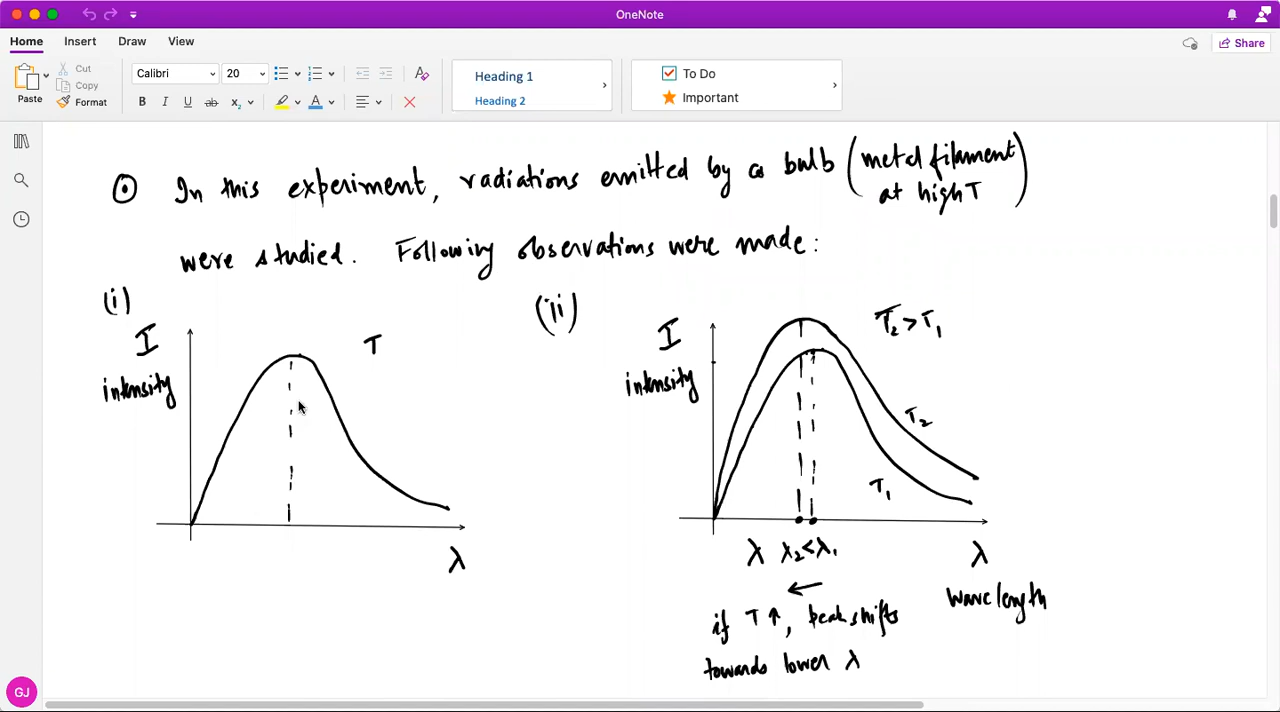 OneNote
Home Insert Draw View
Share
Paste
Cut
Copy
Format
Calibri 20
B I U ab x₂ A
Heading 1
Heading 2
To Do
Important
In this experiment, radiations emitted by a bulb (metal filament
at high T)
were studied. Following observations were made:
(i)
I
intensity
T
λ
(ii)
I
intensity
T₂ > T₁
T₂
T₁
λ λ₂ < λ₁
λ
wavelength
if T ↑, peak shifts
towards lower λ
GJ